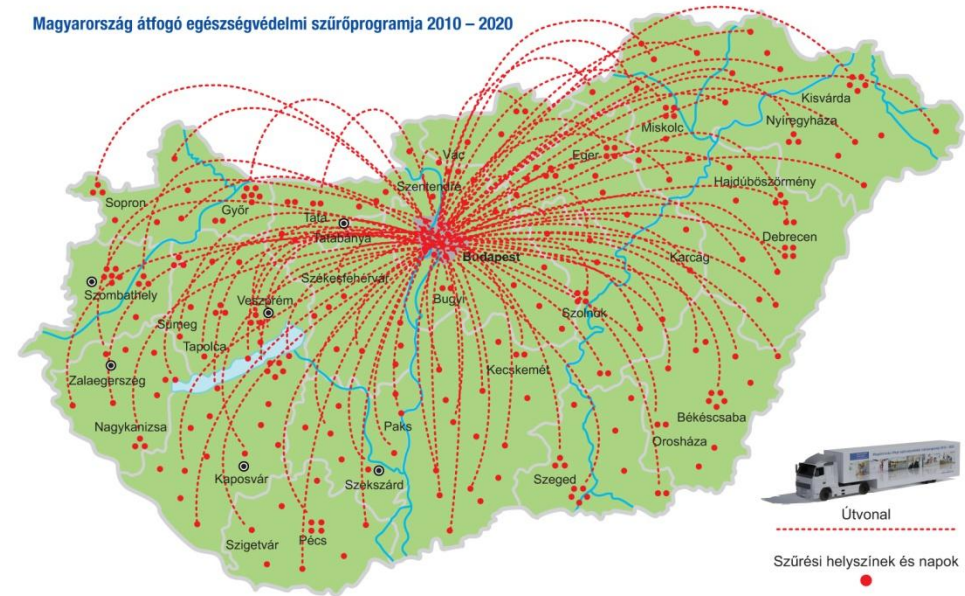 Magyarország átfogó egészségvédelmi szűrőprogramja 2010 – 2020
Kisvárda
Miskolc
Nyíregyháza
Vác
Eger
Szentendre
Hajdúböszörmény
Sopron
Győr
Tata
Tatabánya
Debrecen
Budapest
Karcag
Székesfehérvár
Szombathely
Veszprém
Bugyi
Szolnok
Sümeg
Tapolca
Zalaegerszeg
Kecskemét
Békéscsaba
Nagykanizsa
Paks
Orosháza
Kaposvár
Szekszárd
Szeged
Szigetvár
Pécs
Útvonal
Szűrési helyszínek és napok